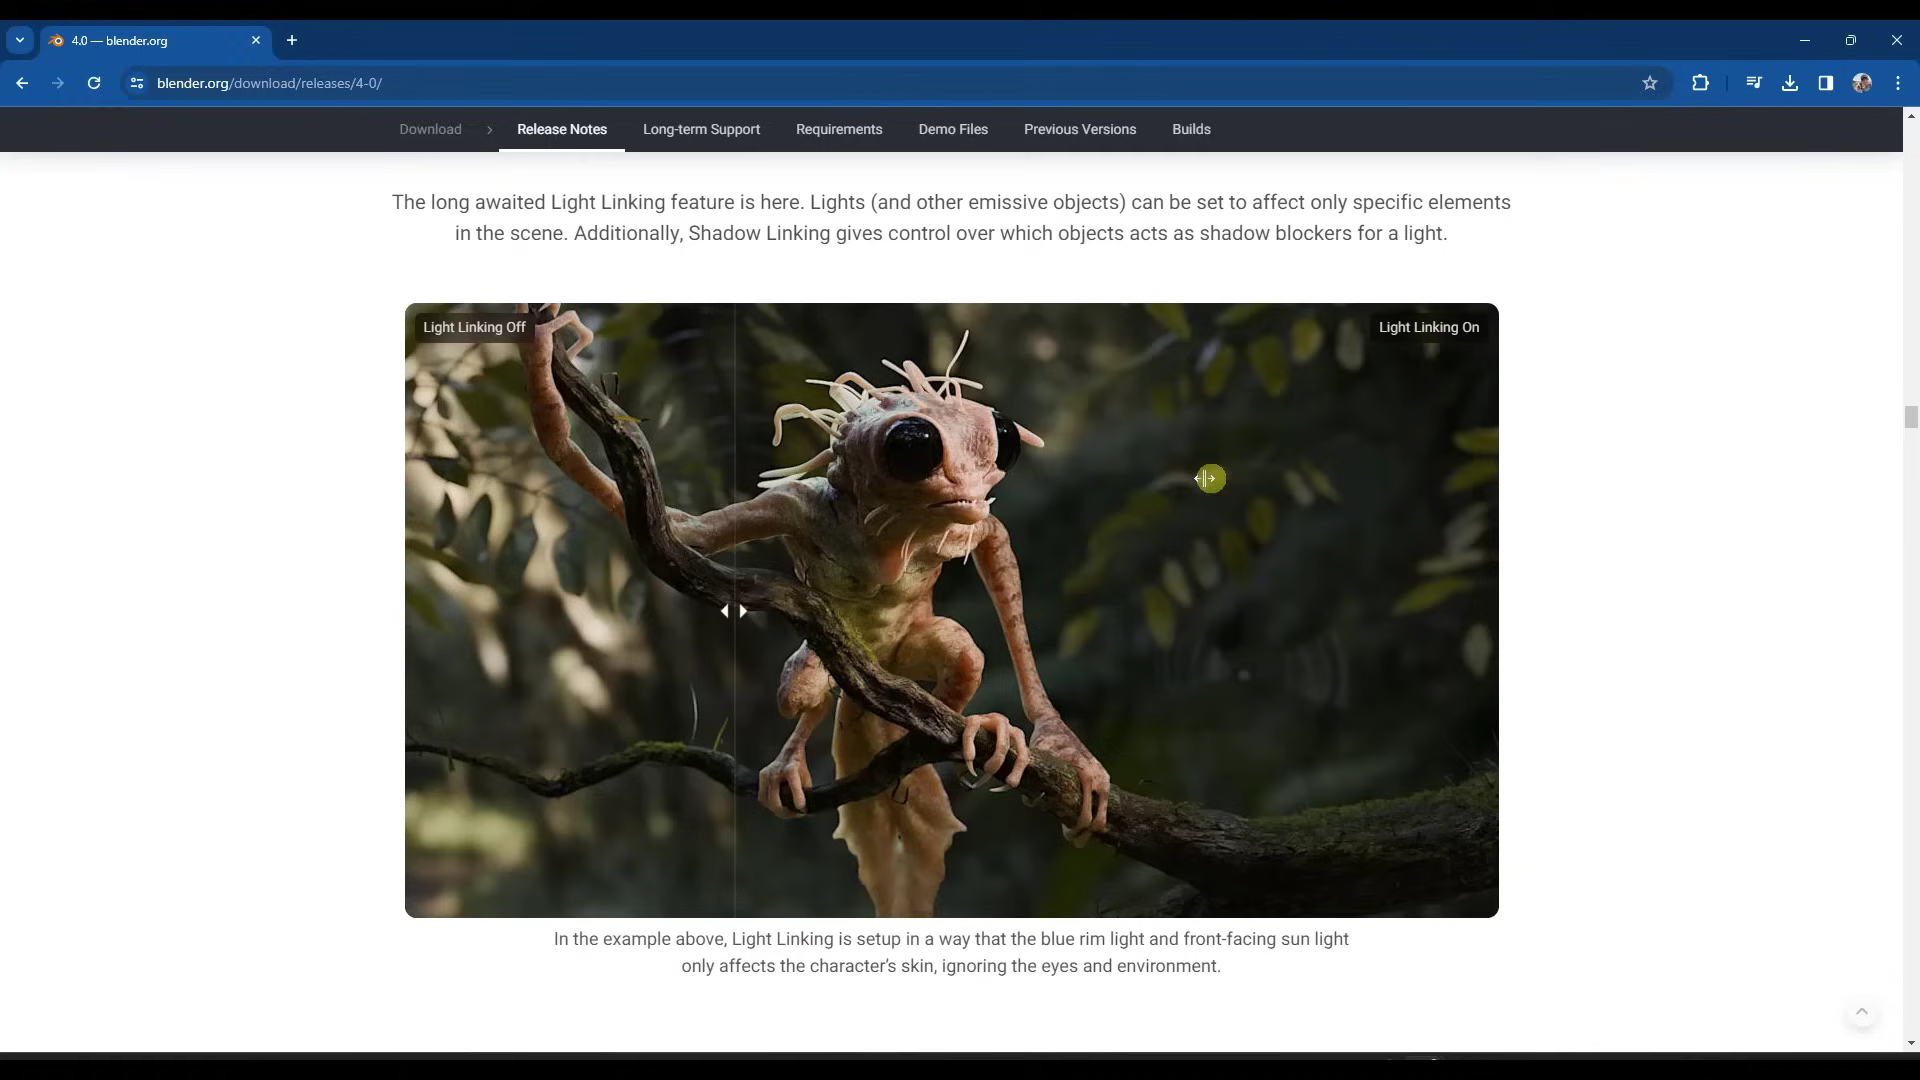 4.0 — blender.org
blender.org/download/releases/4-0/
Download
Release Notes
Long-term Support
Requirements
Demo Files
Previous Versions
Builds
The long awaited Light Linking feature is here. Lights (and other emissive objects) can be set to affect only specific elements
in the scene. Additionally, Shadow Linking gives control over which objects acts as shadow blockers for a light.
Light Linking Off
Light Linking On
In the example above, Light Linking is setup in a way that the blue rim light and front-facing sun light
only affects the character's skin, ignoring the eyes and environment.